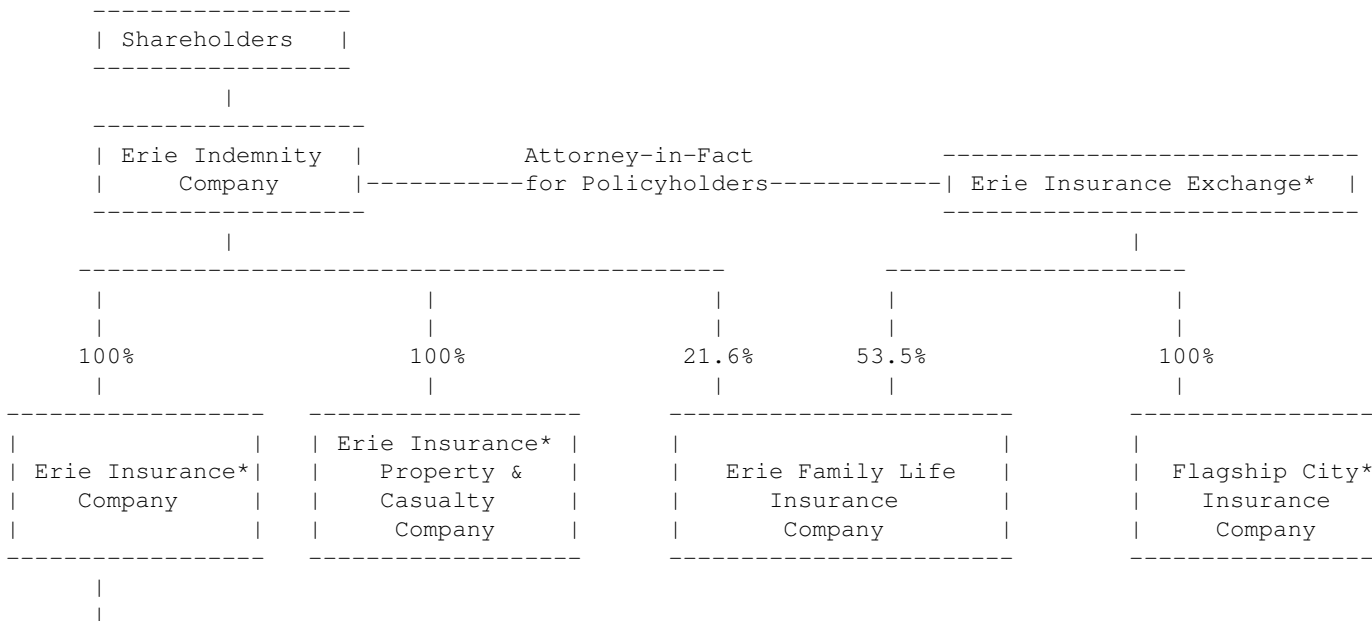 Shareholders
Erie Indemnity Attorney-in-Fact
Company for Policyholders Erie Insurance Exchange*
100% 100% 21.6% 53.5% 100%
Erie Insurance*
Erie Insurance* Property & Erie Family Life Flagship City*
Company Casualty Insurance Insurance
Company Company Company